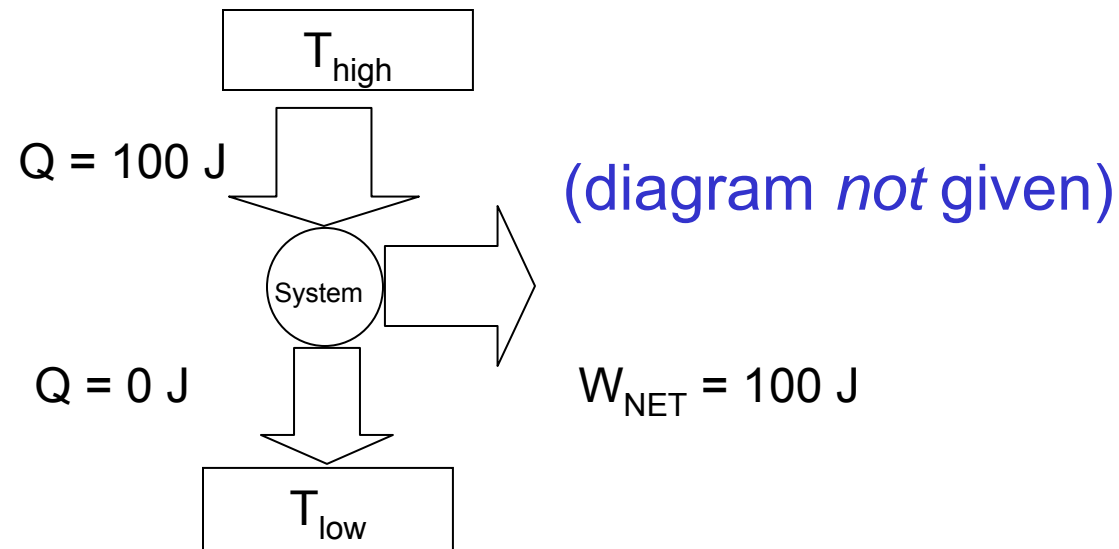 T_high
Q = 100 J
(diagram not given)
System
Q = 0 J
W_NET = 100 J
T_low